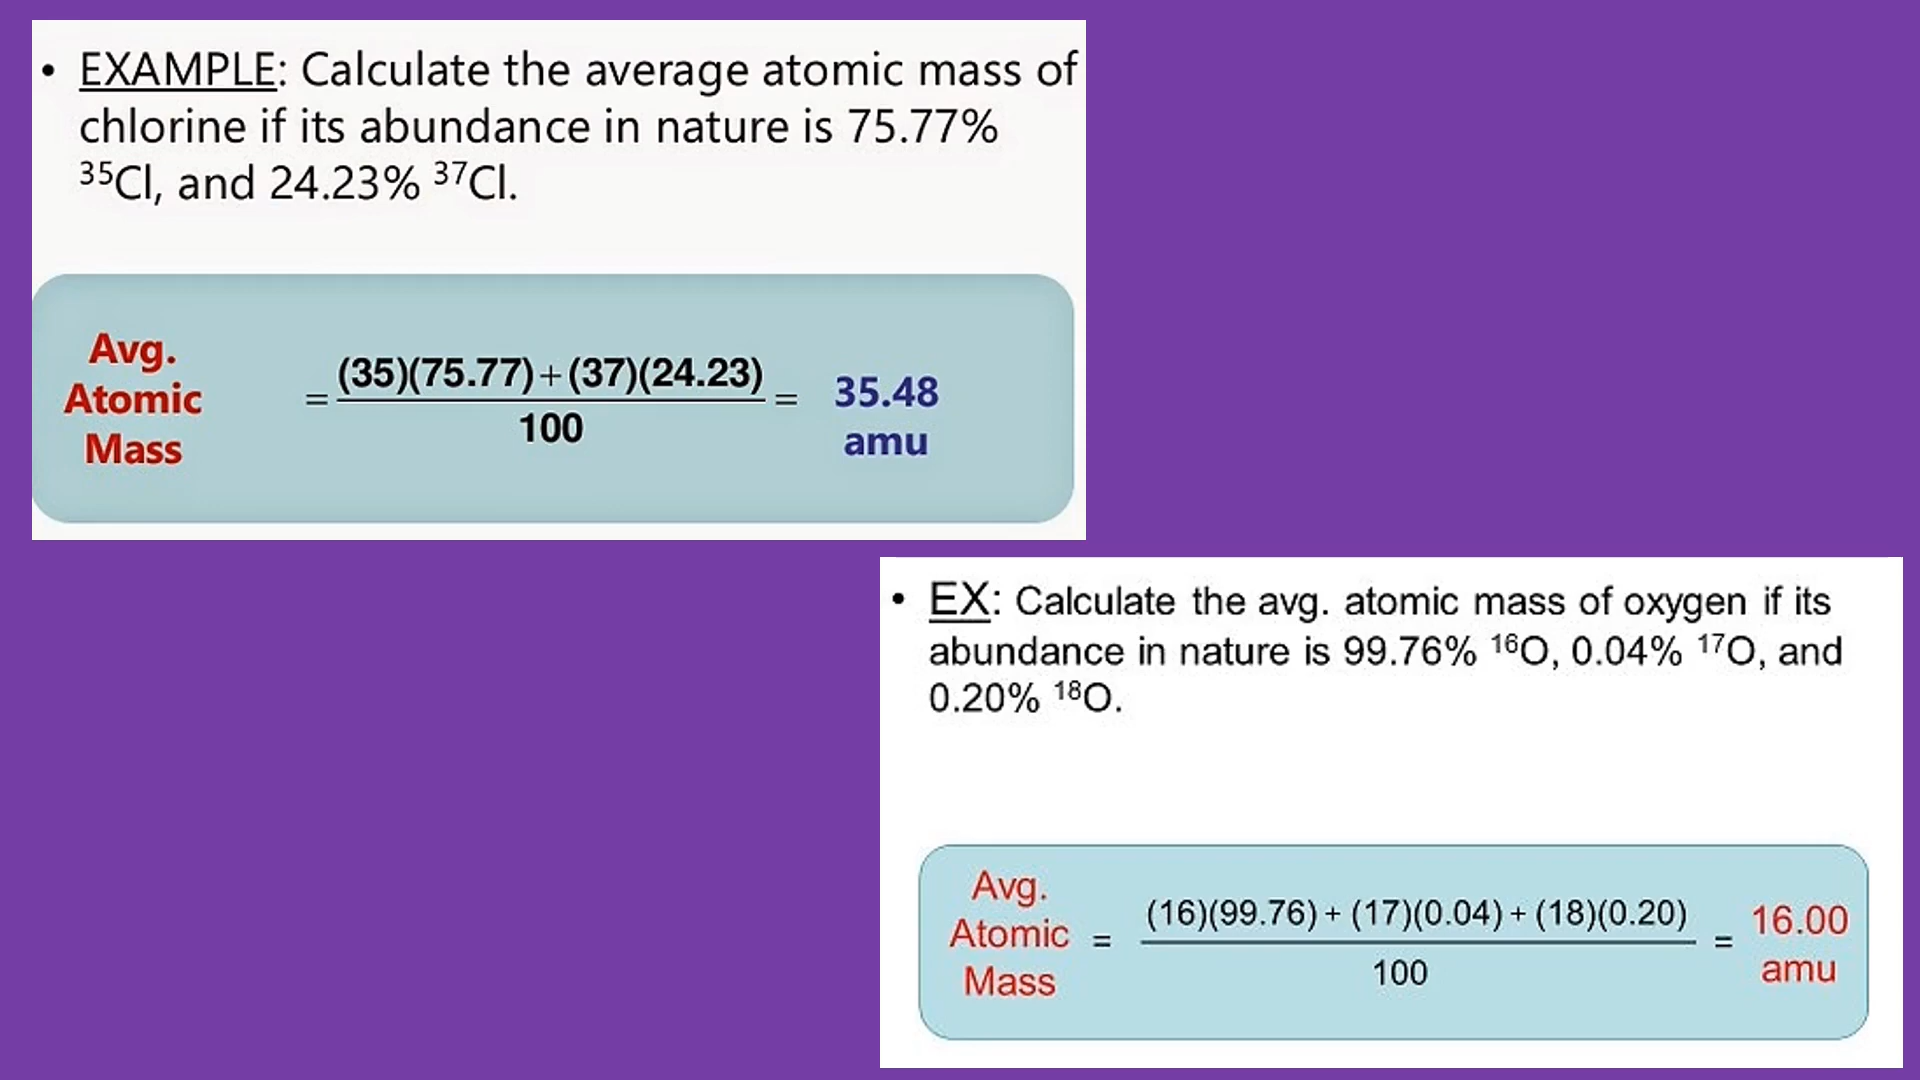 • EXAMPLE: Calculate the average atomic mass of
chlorine if its abundance in nature is 75.77%
³⁵Cl, and 24.23% ³⁷Cl.
Avg.
Atomic
Mass
= (35)(75.77) + (37)(24.23) =
100
35.48
amu
• EX: Calculate the avg. atomic mass of oxygen if its
abundance in nature is 99.76% ¹⁶O, 0.04% ¹⁷O, and
0.20% ¹⁸O.
Avg.
Atomic
Mass
= (16)(99.76) + (17)(0.04) + (18)(0.20) =
100
16.00
amu